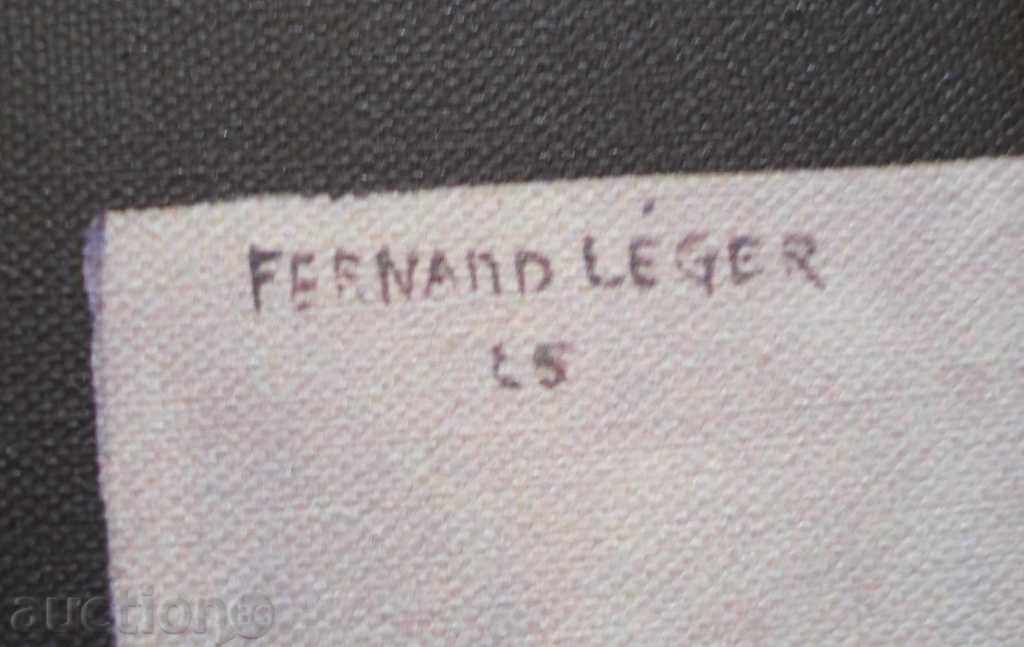 FERNAND LÉGER
auction